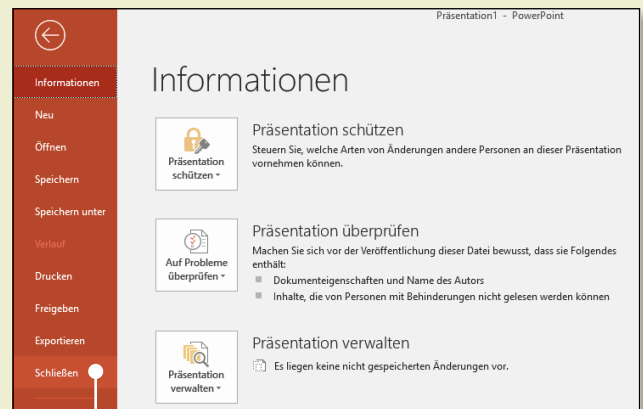 Präsentation1 - PowerPoint
Informationen
Neu
Öffnen
Speichern
Speichern unter
Verlauf
Drucken
Freigeben
Exportieren
Schließen
Informationen
Präsentation
schützen
Präsentation schützen
Steuern Sie, welche Arten von Änderungen andere Personen an dieser Präsentation
vornehmen können.
Auf Probleme
überprüfen
Präsentation überprüfen
Machen Sie sich vor der Veröffentlichung dieser Datei bewusst, dass sie Folgendes
enthält:
Dokumenteigenschaften und Name des Autors
Inhalte, die von Personen mit Behinderungen nicht gelesen werden können
Präsentation
verwalten
Präsentation verwalten
Es liegen keine nicht gespeicherten Änderungen vor.